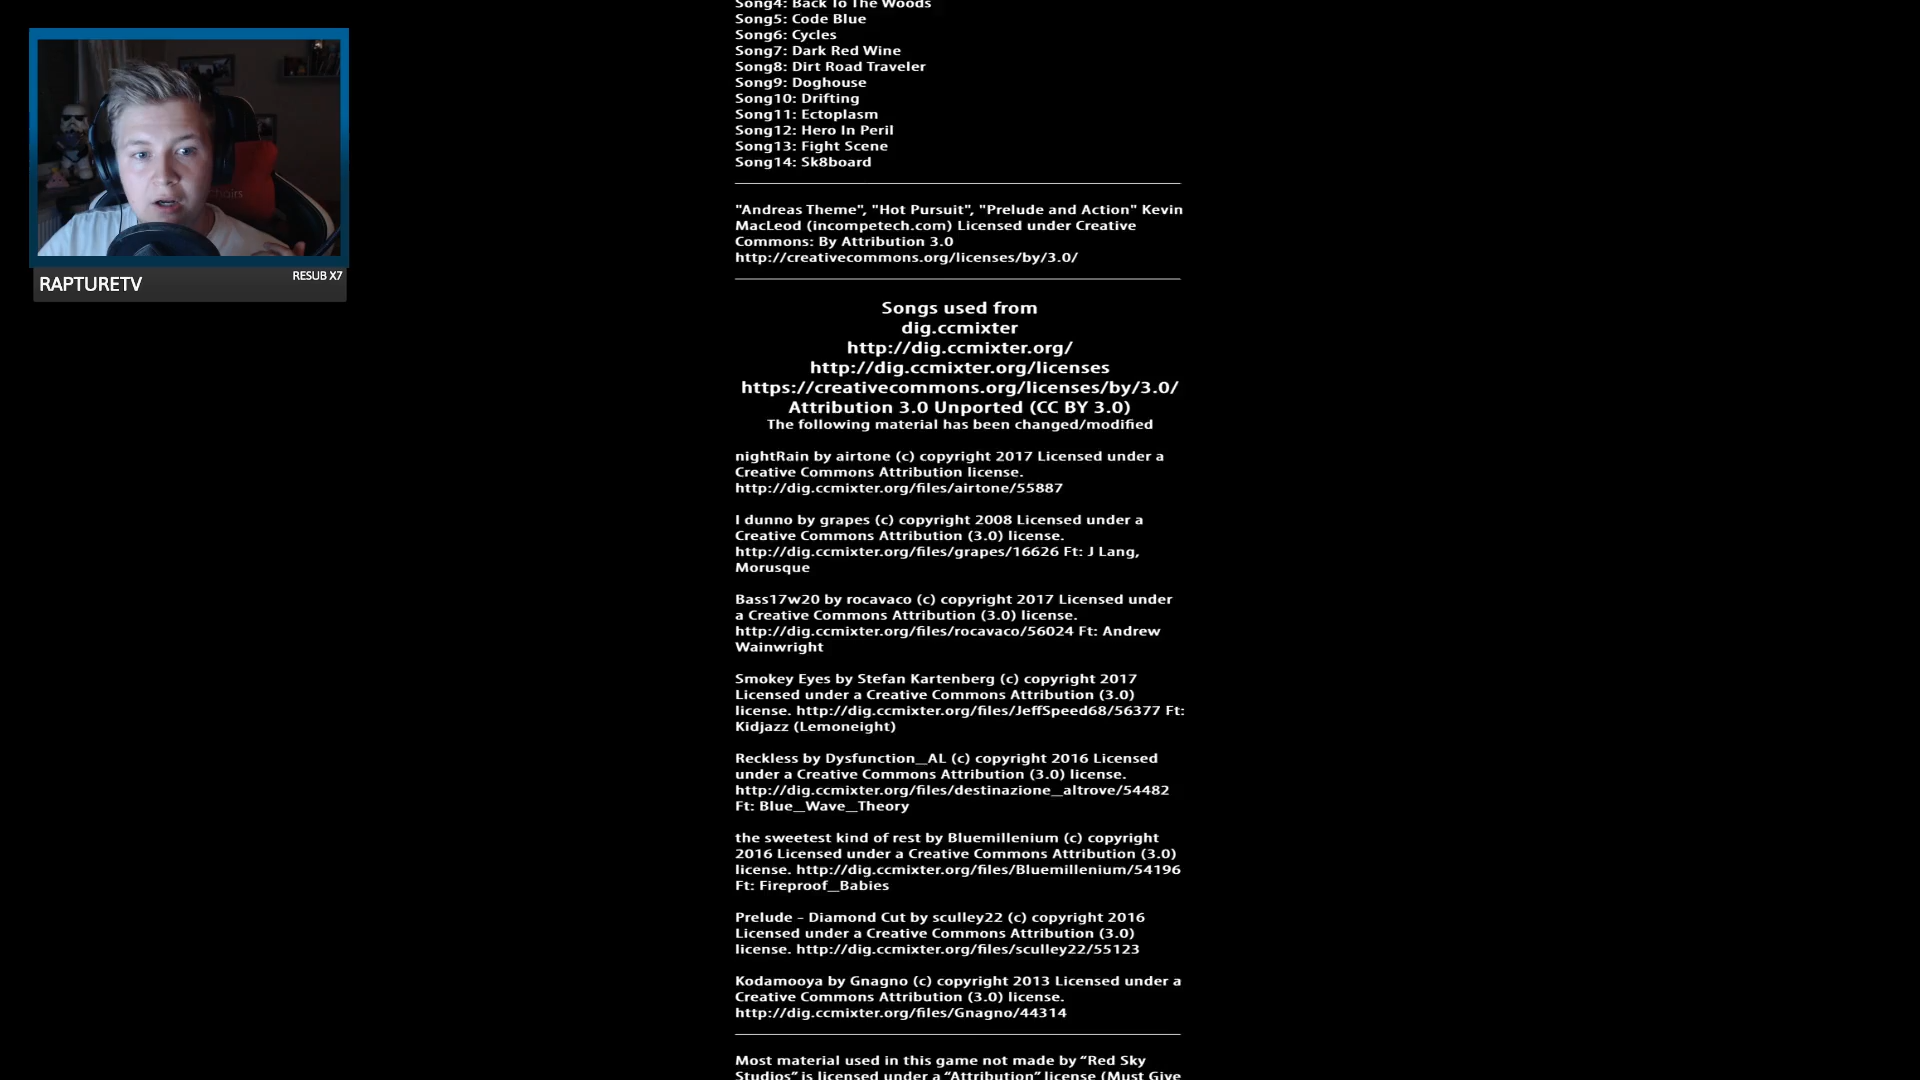 Song4: Back To The Woods
Song5: Code Blue
Song6: Cycles
Song7: Dark Red Wine
Song8: Dirt Road Traveler
Song9: Doghouse
Song10: Drifting
Song11: Ectoplasm
Song12: Hero In Peril
Song13: Fight Scene
Song14: Sk8board
"Andreas Theme", "Hot Pursuit", "Prelude and Action" Kevin
MacLeod (incompetech.com) Licensed under Creative
Commons: By Attribution 3.0
http://creativecommons.org/licenses/by/3.0/
RAPTURETV
RESUB X7
Songs used from
dig.ccmixter
http://dig.ccmixter.org/
http://dig.ccmixter.org/licenses
https://creativecommons.org/licenses/by/3.0/
Attribution 3.0 Unported (CC BY 3.0)
The following material has been changed/modified
nightRain by airtone (c) copyright 2017 Licensed under a
Creative Commons Attribution license.
http://dig.ccmixter.org/files/airtone/55887
I dunno by grapes (c) copyright 2008 Licensed under a
Creative Commons Attribution (3.0) license.
http://dig.ccmixter.org/files/grapes/16626 Ft: J Lang,
Morusque
Bass17w20 by rocavaco (c) copyright 2017 Licensed under
a Creative Commons Attribution (3.0) license.
http://dig.ccmixter.org/files/rocavaco/56024 Ft: Andrew
Wainwright
Smokey Eyes by Stefan Kartenberg (c) copyright 2017
Licensed under a Creative Commons Attribution (3.0)
license. http://dig.ccmixter.org/files/JeffSpeed68/56377 Ft:
Kidjazz (Lemoneight)
Reckless by Dysfunction_AL (c) copyright 2016 Licensed
under a Creative Commons Attribution (3.0) license.
http://dig.ccmixter.org/files/destinazione_altrove/54482
Ft: Blue_Wave_Theory
the sweetest kind of rest by Bluemillenium (c) copyright
2016 Licensed under a Creative Commons Attribution (3.0)
license. http://dig.ccmixter.org/files/Bluemillenium/54196
Ft: Fireproof_Babies
Prelude – Diamond Cut by sculley22 (c) copyright 2016
Licensed under a Creative Commons Attribution (3.0)
license. http://dig.ccmixter.org/files/sculley22/55123
Kodamooya by Gnagno (c) copyright 2013 Licensed under a
Creative Commons Attribution (3.0) license.
http://dig.ccmixter.org/files/Gnagno/44314
Most material used in this game not made by “Red Sky
Studios” is licensed under a “Attribution” license (Must Give